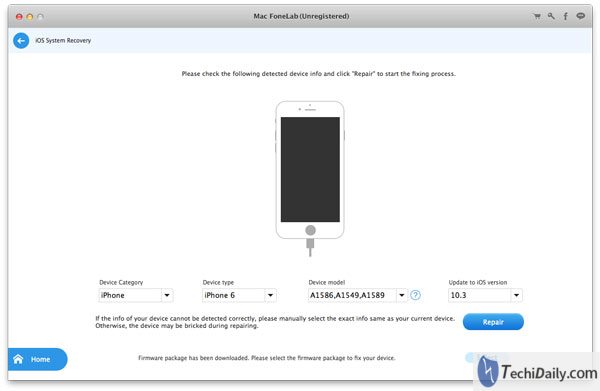 Mac FoneLab (Unregistered)
iOS System Recovery
Please check the following detected device info and click "Repair" to start the fixing process.
Device Category
Device type
Device model
Update to iOS version
iPhone
iPhone 6
A1586,A1549,A1589
?
10.3
If the info of your device cannot be detected correctly, please manually select the exact info same as your current device.
Otherwise, the device may be bricked during repairing.
Repair
Home
Firmware package has been downloaded. Please select the firmware package to fix your device.
TechiDaily.com